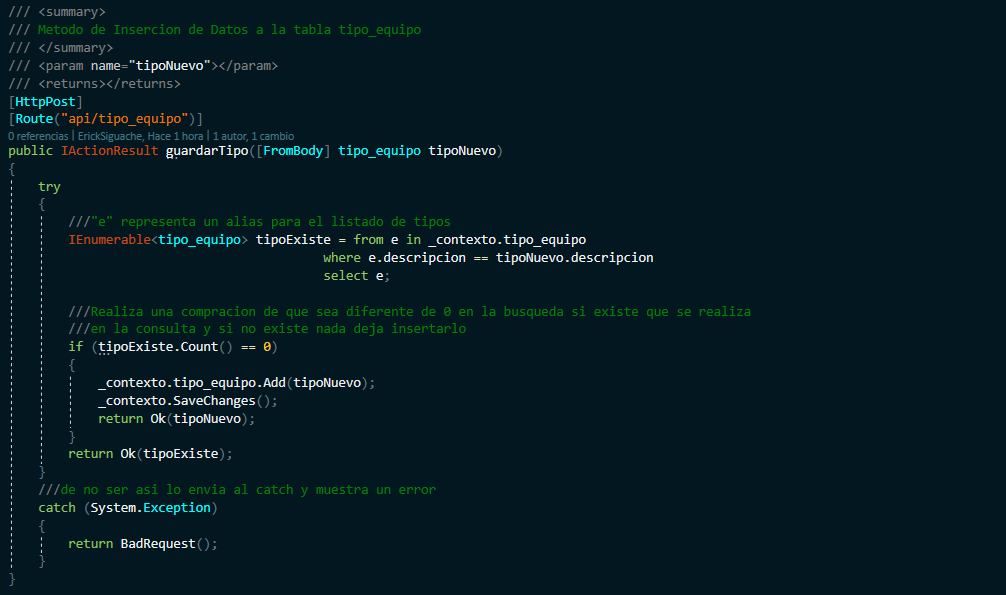 /// <summary>
/// Metodo de Insercion de Datos a la tabla tipo_equipo
/// </summary>
/// <param name="tipoNuevo"></param>
/// <returns></returns>
[HttpPost]
[Route("api/tipo_equipo")]
0 referencias | ErickSiguache, Hace 1 hora | 1 autor, 1 cambio
public IActionResult guardarTipo([FromBody] tipo_equipo tipoNuevo)
{
try
{
///"e" representa un alias para el listado de tipos
IEnumerable<tipo_equipo> tipoExiste = from e in _contexto.tipo_equipo
where e.descripcion == tipoNuevo.descripcion
select e;
///Realiza una compracion de que sea diferente de 0 en la busqueda si existe que se realiza
///en la consulta y si no existe nada deja insertarlo
if (tipoExiste.Count() == 0)
{
_contexto.tipo_equipo.Add(tipoNuevo);
_contexto.SaveChanges();
return Ok(tipoNuevo);
}
return Ok(tipoExiste);
}
///de no ser asi lo envia al catch y muestra un error
catch (System.Exception)
{
return BadRequest();
}
}